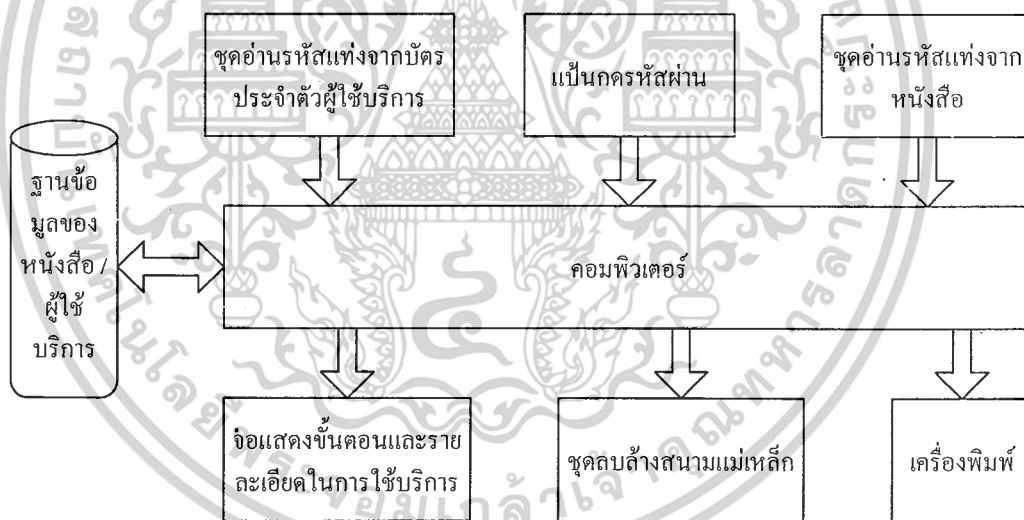 ชุดอ่านรหัสแท่งจากบัตร
ประจำตัวผู้ใช้บริการ
แป้นกดรหัสผ่าน
ชุดอ่านรหัสแท่งจาก
หนังสือ
ฐานข้อ
มูลของ
หนังสือ /
ผู้ใช้
บริการ
คอมพิวเตอร์
จอแสดงขั้นตอนและราย
ละเอียดในการใช้บริการ
ชุดลบล้างสนามแม่เหล็ก
เครื่องพิมพ์